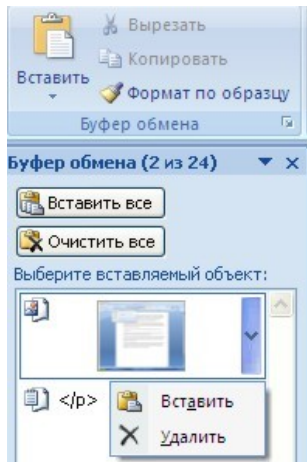 Вырезать
Копировать
Вставить
Формат по образцу
Буфер обмена
Буфер обмена (2 из 24)
Вставить все
Очистить все
Выберите вставляемый объект:
</p>
Вставить
Удалить